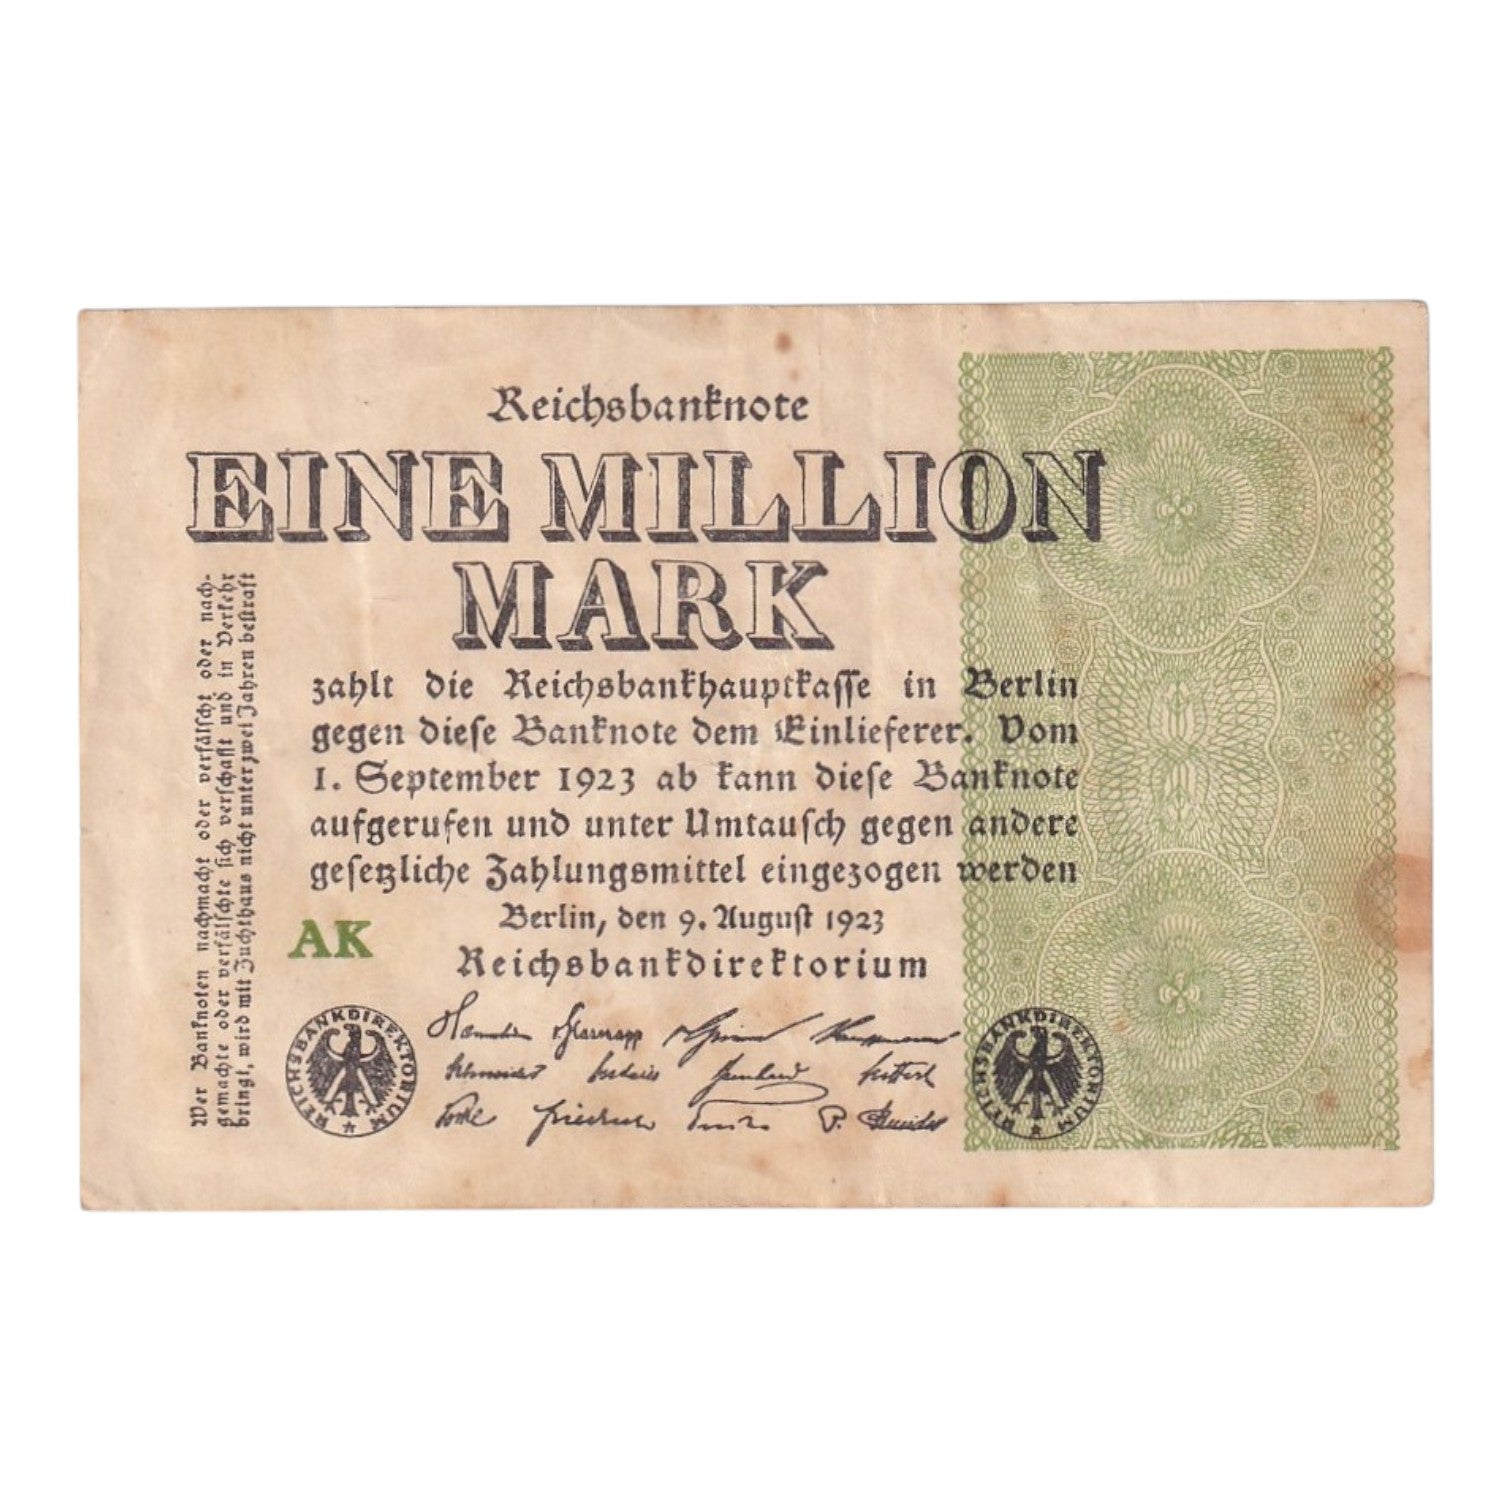 Reichsbanknote
EINE MILLION
MARK
zahlt die Reichsbankhauptkasse in Berlin
gegen diese Banknote dem Einlieferer. Vom
1. September 1923 ab kann diese Banknote
aufgerufen und unter Umtausch gegen andere
gesetzliche Zahlungsmittel eingezogen werden
Berlin, den 9. August 1923
Reichsbankdirektorium
Wer Banknoten nachmacht oder verfälscht oder nach-
gemachte oder verfälschte sich verschafft und in Verkehr
bringt, wird mit Zuchthaus nicht unter zwei Jahren bestraft
AK
REICHSBANKDIREKTORIUM
REICHSBANKDIREKTORIUM